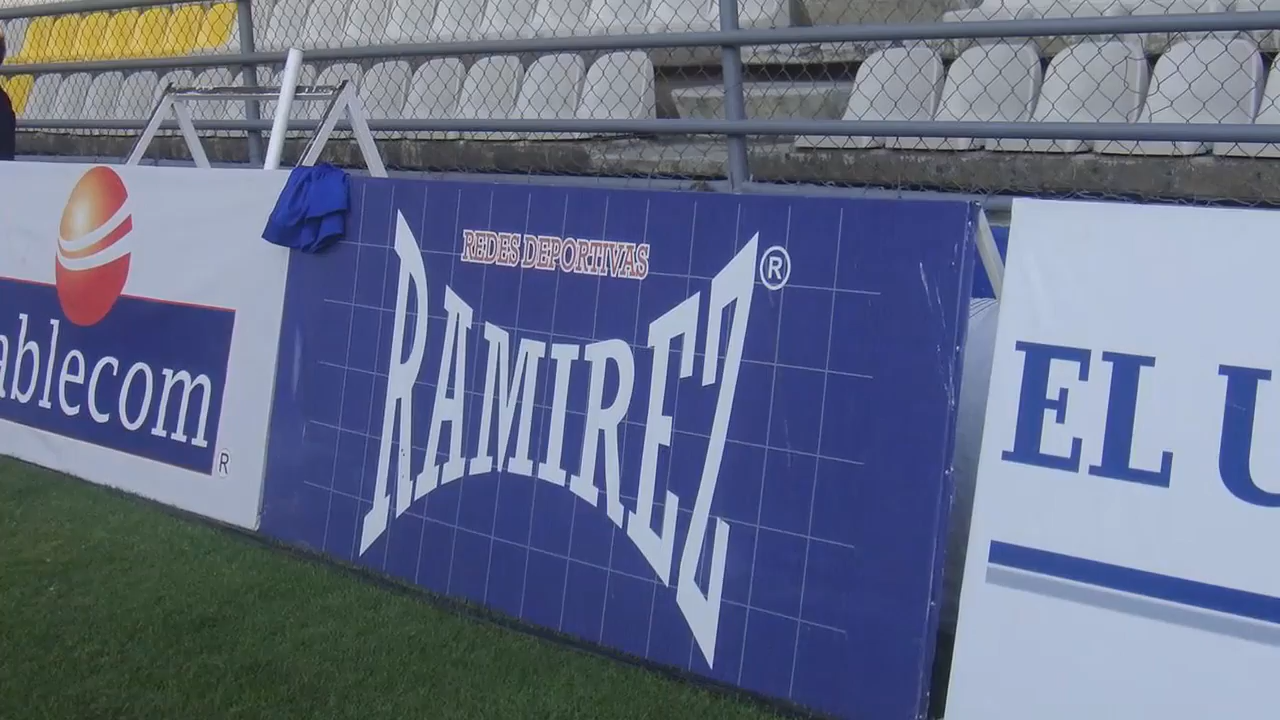 ablecom
R
REDES DEPORTIVAS
RAMIREZ
R
EL U